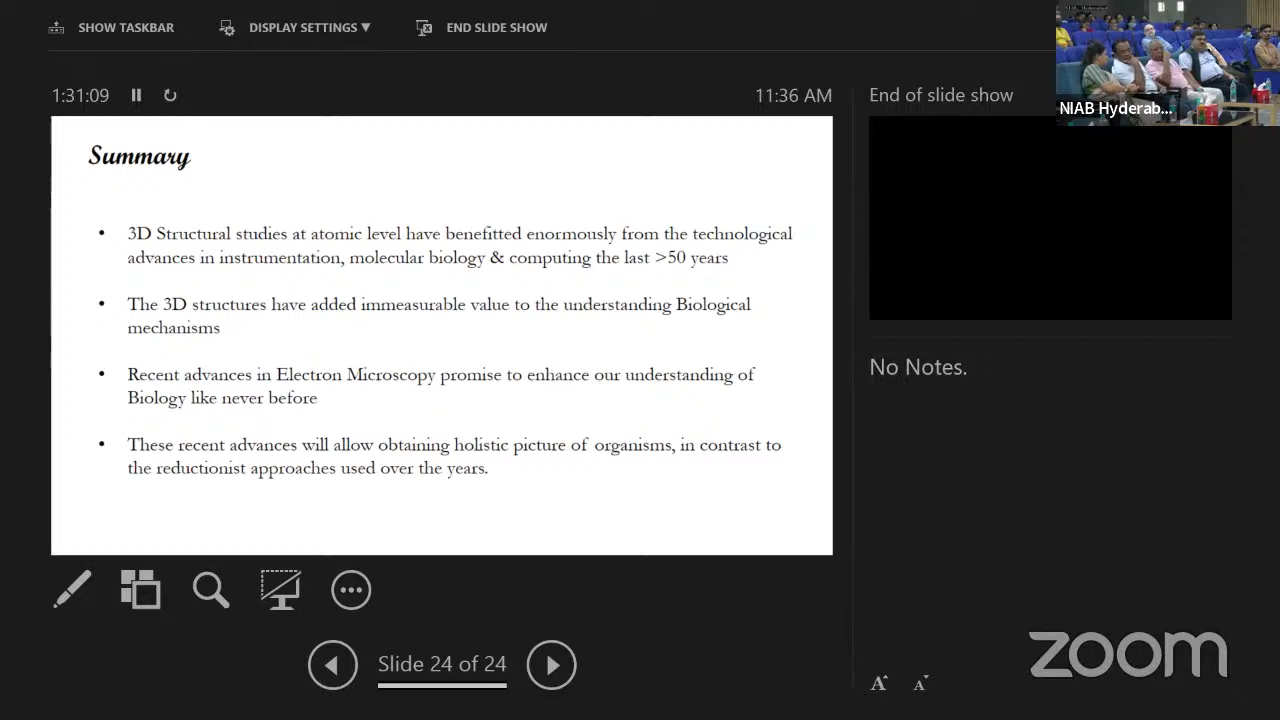 SHOW TASKBAR
DISPLAY SETTINGS
END SLIDE SHOW
NIAB, Hyderabad
NIAB Hyderab...
1:31:09
11:36 AM
End of slide show
Summary
• 3D Structural studies at atomic level have benefitted enormously from the technological
advances in instrumentation, molecular biology & computing the last >50 years
• The 3D structures have added immeasurable value to the understanding Biological
mechanisms
• Recent advances in Electron Microscopy promise to enhance our understanding of
Biology like never before
• These recent advances will allow obtaining holistic picture of organisms, in contrast to
the reductionist approaches used over the years.
No Notes.
Slide 24 of 24
A A
zoom